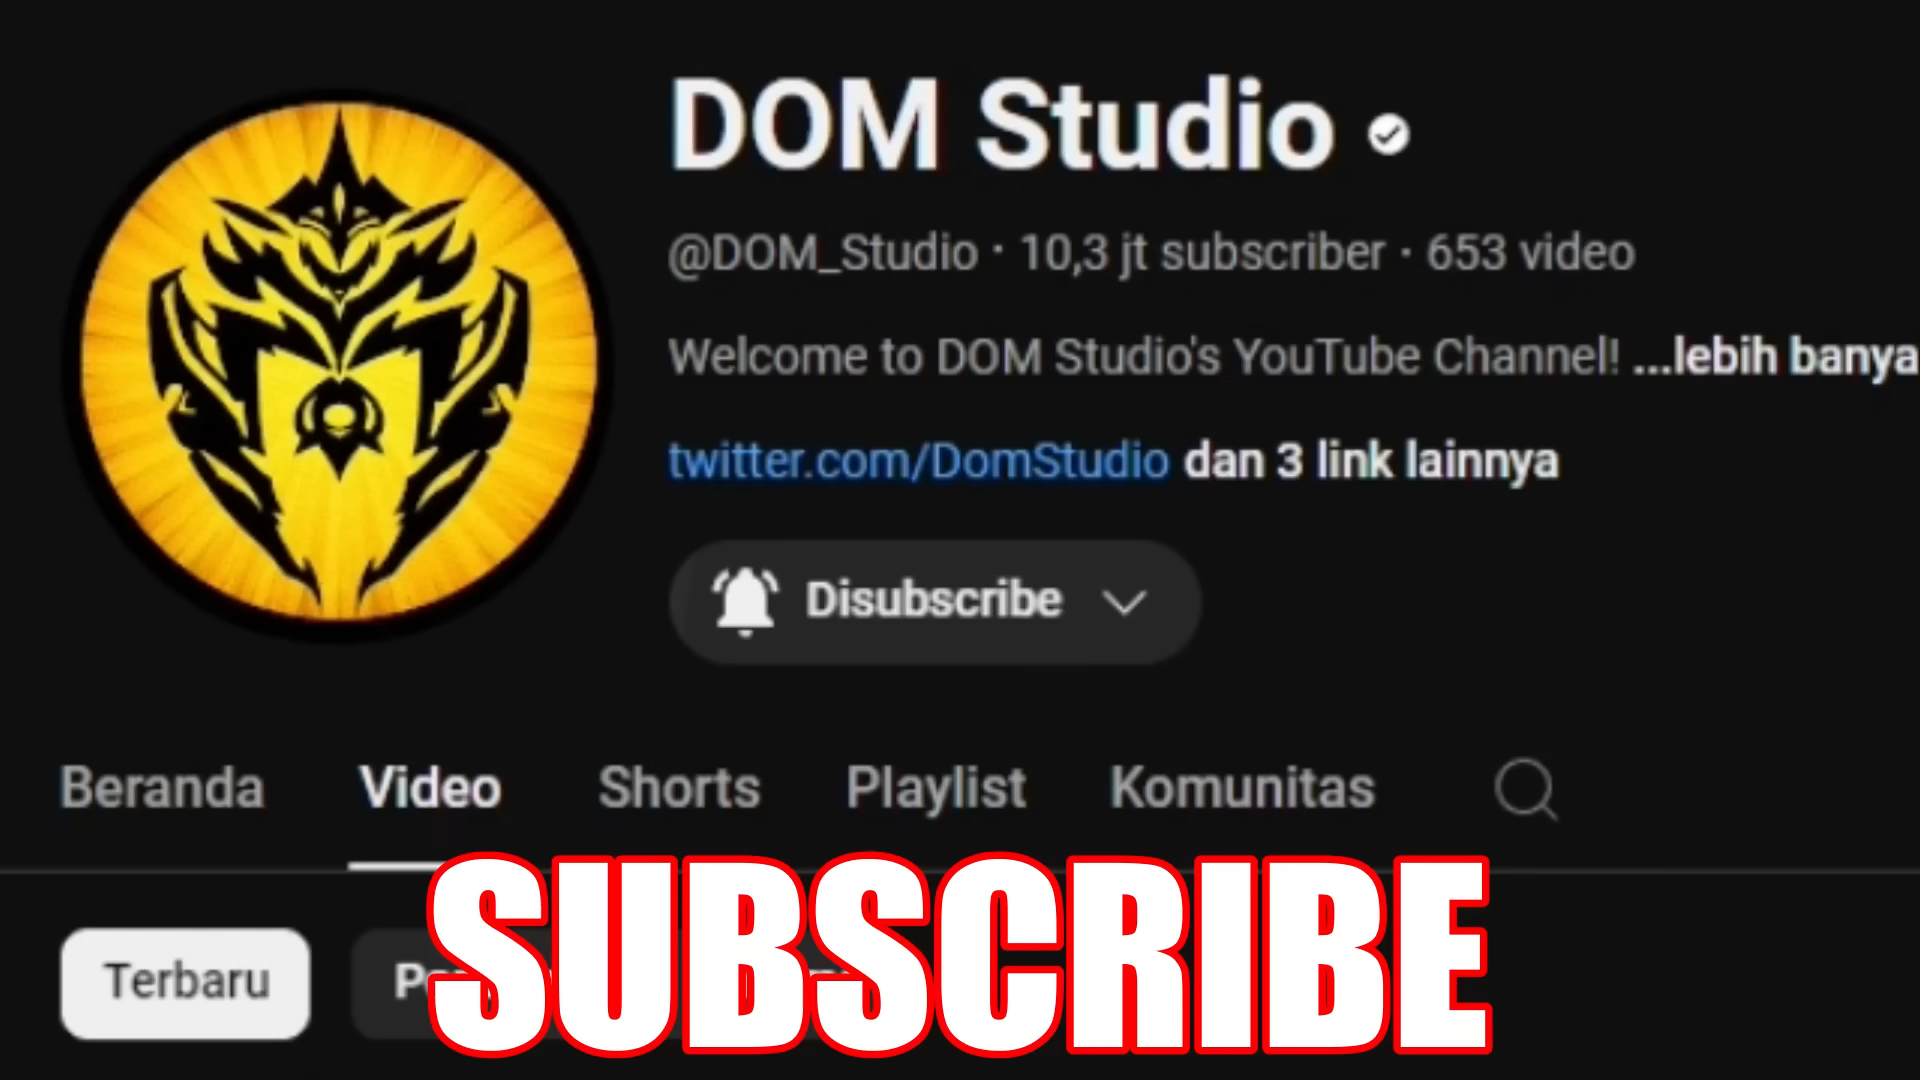 DOM Studio
@DOM_Studio · 10,3 jt subscriber · 653 video
Welcome to DOM Studio's YouTube Channel! ...lebih banya
twitter.com/DomStudio dan 3 link lainnya
Disubscribe
Beranda Video Shorts Playlist Komunitas
Terbaru
SUBSCRIBE